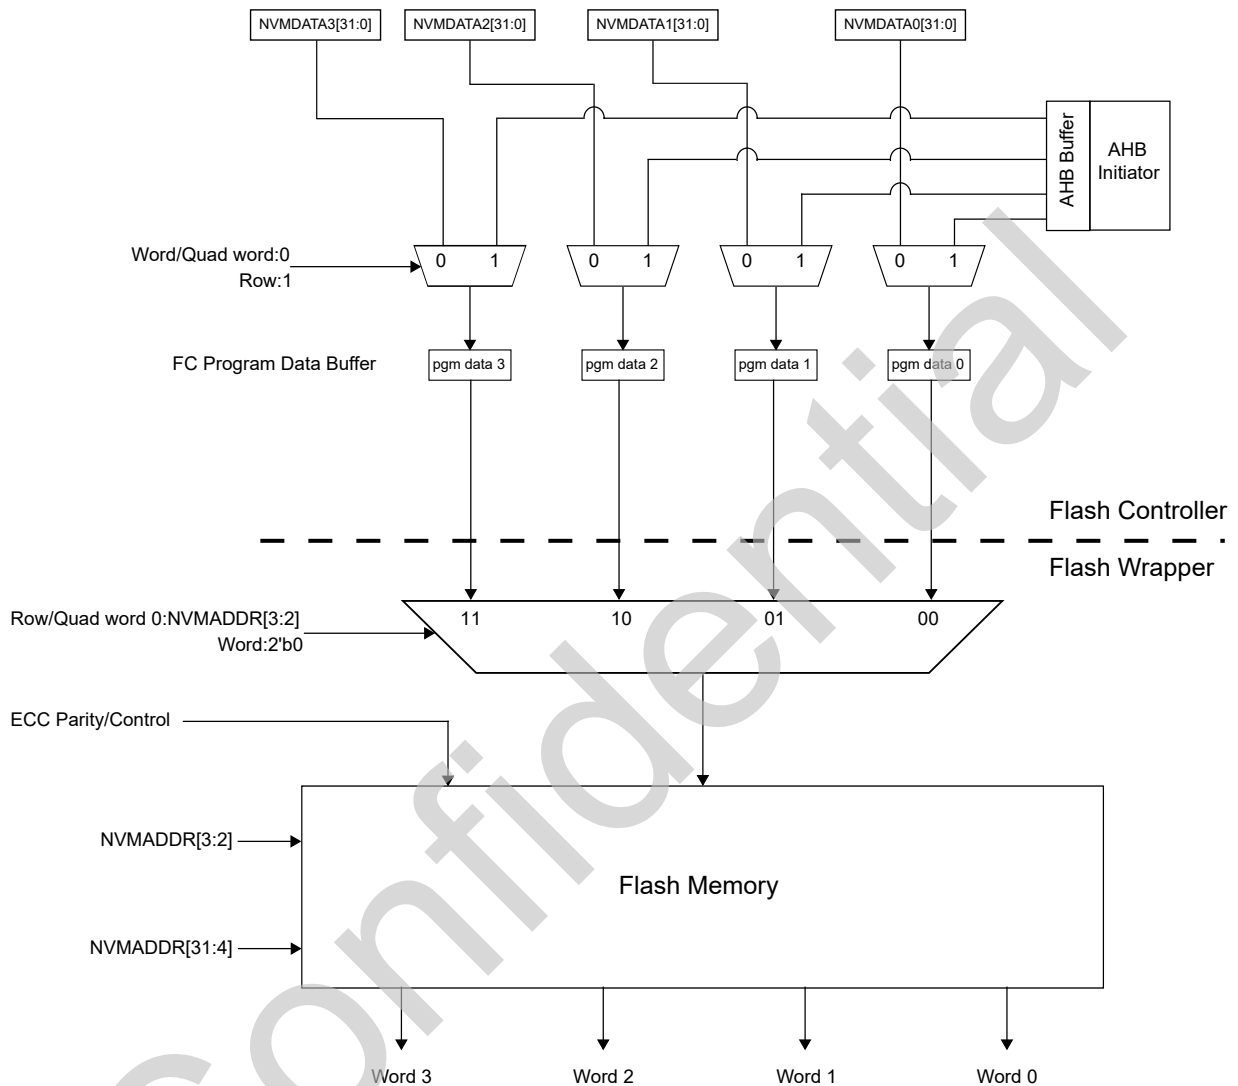 NVMDATA3[31:0] NVMDATA2[31:0] NVMDATA1[31:0] NVMDATA0[31:0]
AHB Buffer
AHB
Initiator
Word/Quad word:0
Row:1
0 1 0 1 0 1 0 1
FC Program Data Buffer
pgm data 3 pgm data 2 pgm data 1 pgm data 0
Flash Controller
Flash Wrapper
Row/Quad word 0:NVMADDR[3:2]
Word:2'b0
11 10 01 00
ECC Parity/Control
NVMADDR[3:2]
Flash Memory
NVMADDR[31:4]
Word 3 Word 2 Word 1 Word 0
Confidential